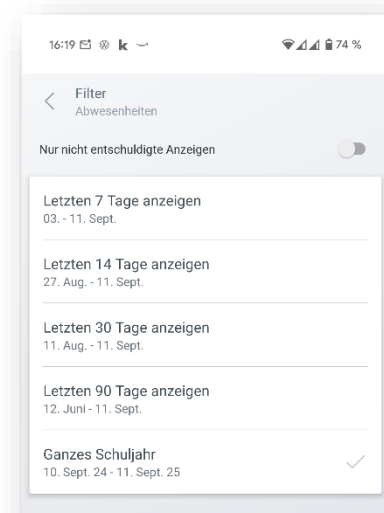 16:19 k 74 %
Filter
Abwesenheiten
Nur nicht entschuldigte Anzeigen
Letzten 7 Tage anzeigen
03. - 11. Sept.
Letzten 14 Tage anzeigen
27. Aug. - 11. Sept.
Letzten 30 Tage anzeigen
11. Aug. - 11. Sept.
Letzten 90 Tage anzeigen
12. Juni - 11. Sept.
Ganzes Schuljahr
10. Sept. 24 - 11. Sept. 25